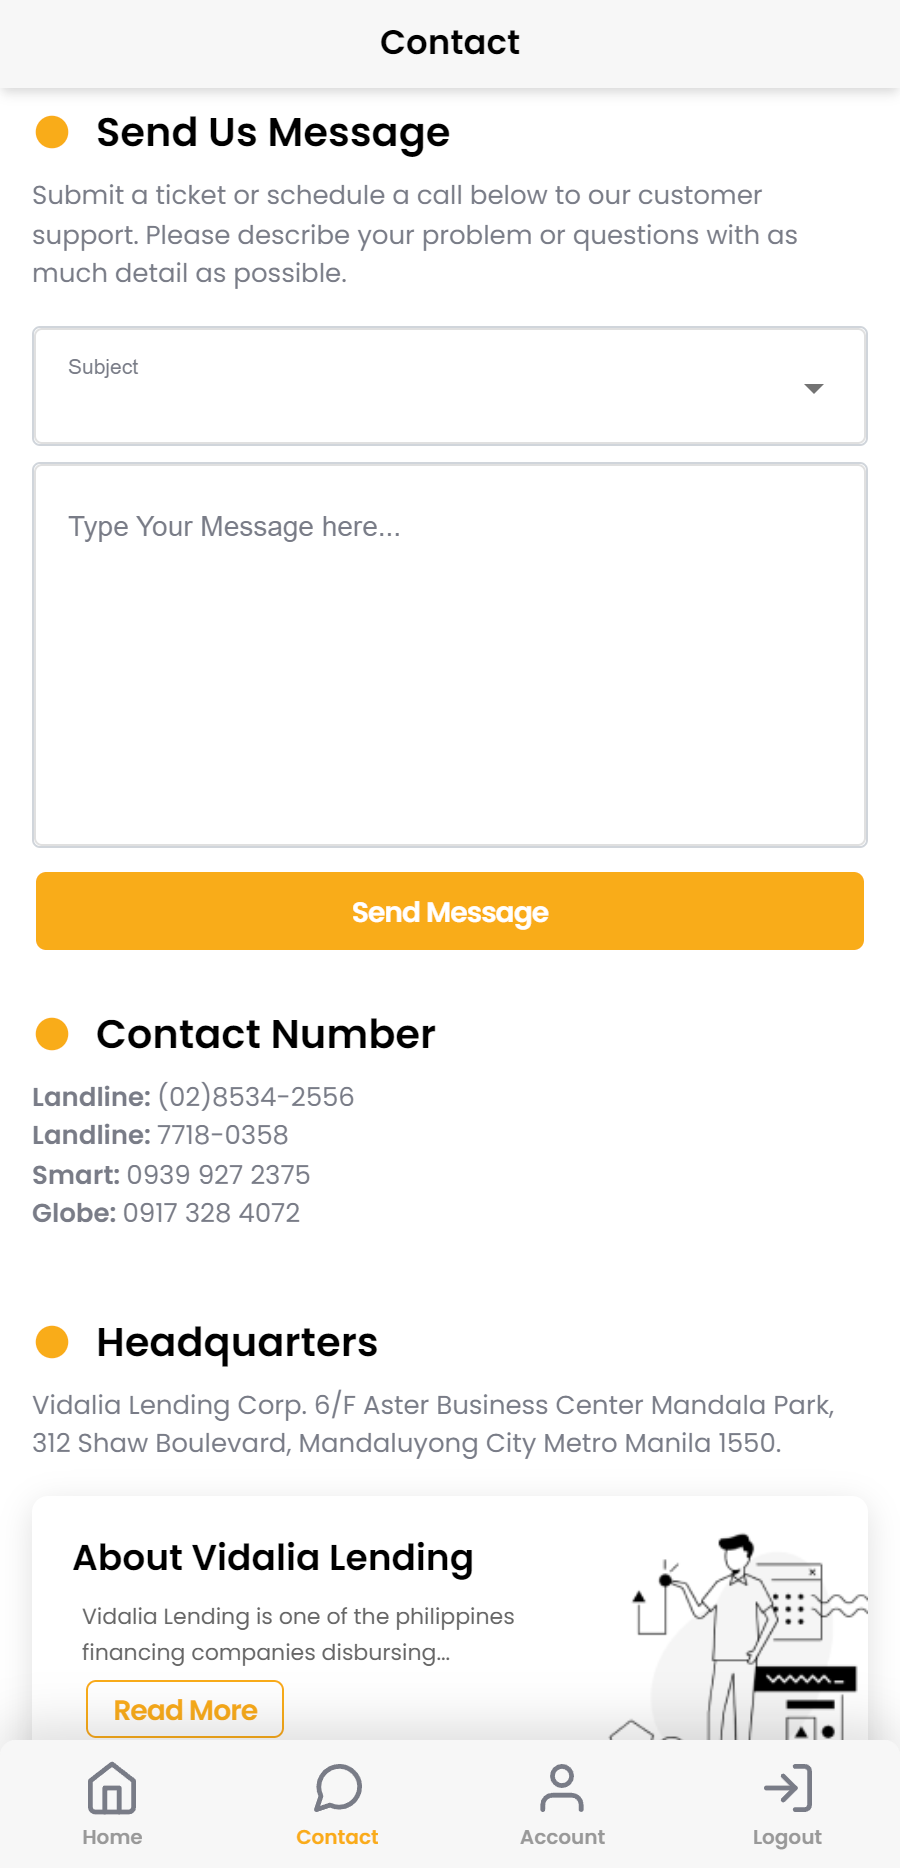 Contact
Send Us Message
Submit a ticket or schedule a call below to our customer
support. Please describe your problem or questions with as
much detail as possible.
Subject
Type Your Message here...
Send Message
Contact Number
Landline: (02)8534-2556
Landline: 7718-0358
Smart: 0939 927 2375
Globe: 0917 328 4072
Headquarters
Vidalia Lending Corp. 6/F Aster Business Center Mandala Park,
312 Shaw Boulevard, Mandaluyong City Metro Manila 1550.
About Vidalia Lending
Vidalia Lending is one of the philippines
financing companies disbursing...
Read More
Home
Contact
Account
Logout